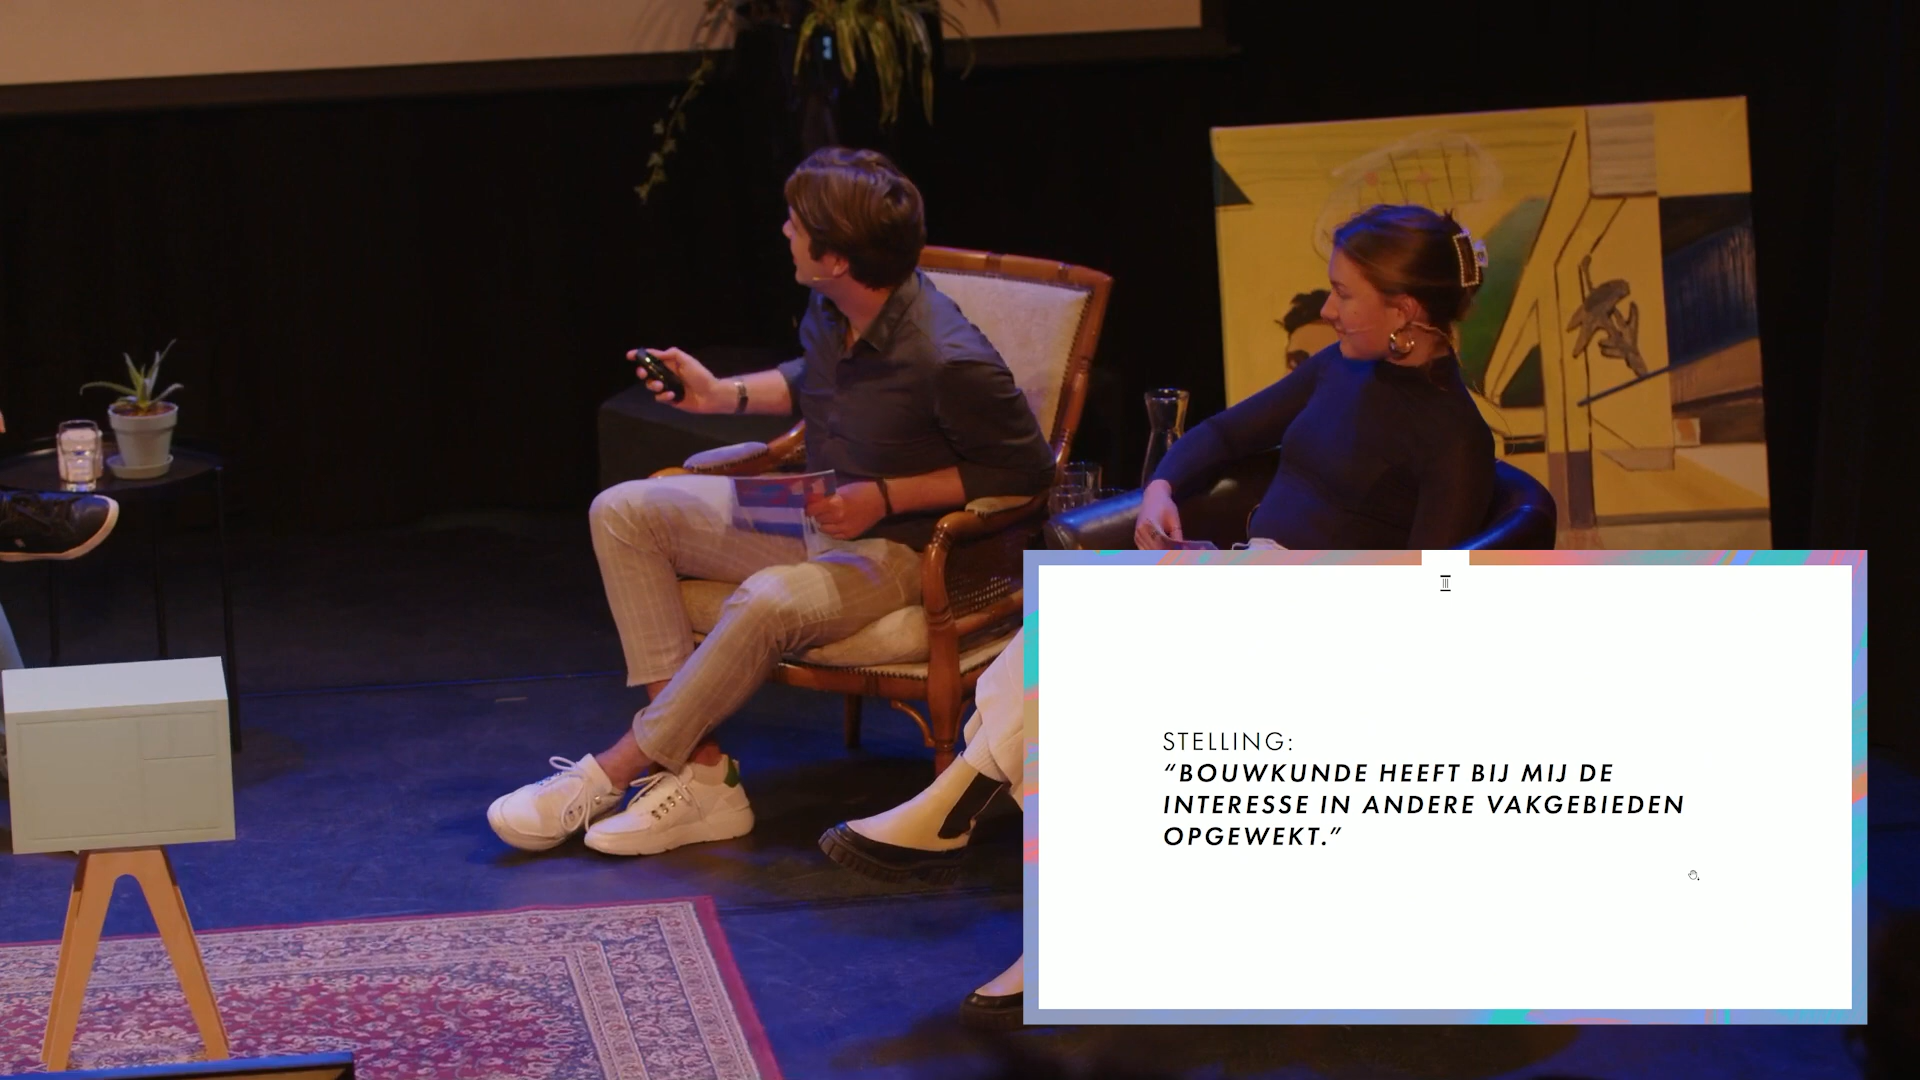 STELLING:
“BOUWKUNDE HEEFT BIJ MIJ DE
INTERESSE IN ANDERE VAKGEBIEDEN
OPGEWEKT.”